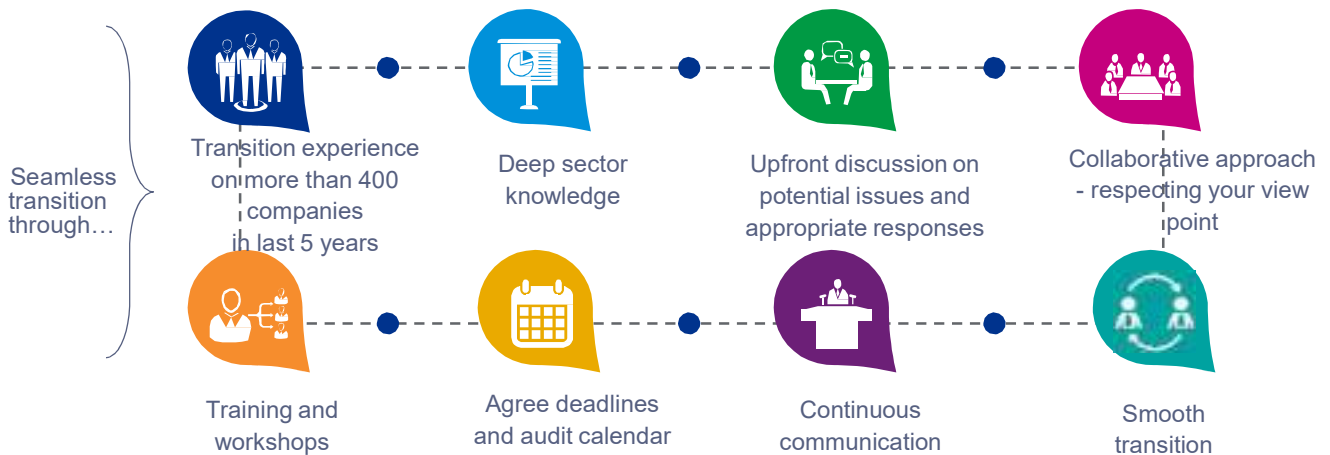 Seamless
transition
through…
Transition experience
on more than 400
companies
in last 5 years
Deep sector
knowledge
Upfront discussion on
potential issues and
appropriate responses
Collaborative approach
- respecting your view
point
Training and
workshops
Agree deadlines
and audit calendar
Continuous
communication
Smooth
transition